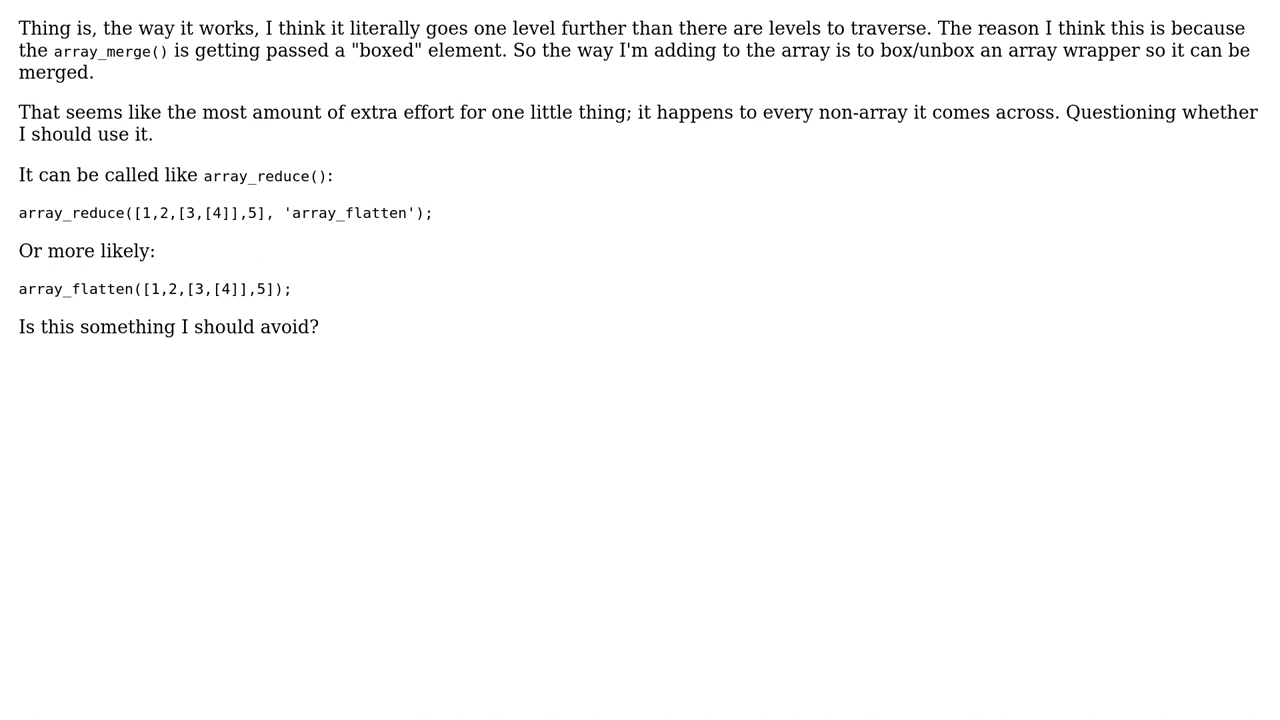 Thing is, the way it works, I think it literally goes one level further than there are levels to traverse. The reason I think this is because
the array_merge() is getting passed a "boxed" element. So the way I'm adding to the array is to box/unbox an array wrapper so it can be
merged.
That seems like the most amount of extra effort for one little thing; it happens to every non-array it comes across. Questioning whether
I should use it.
It can be called like array_reduce():
array_reduce([1,2,[3,[4]],5], 'array_flatten');
Or more likely:
array_flatten([1,2,[3,[4]],5]);
Is this something I should avoid?